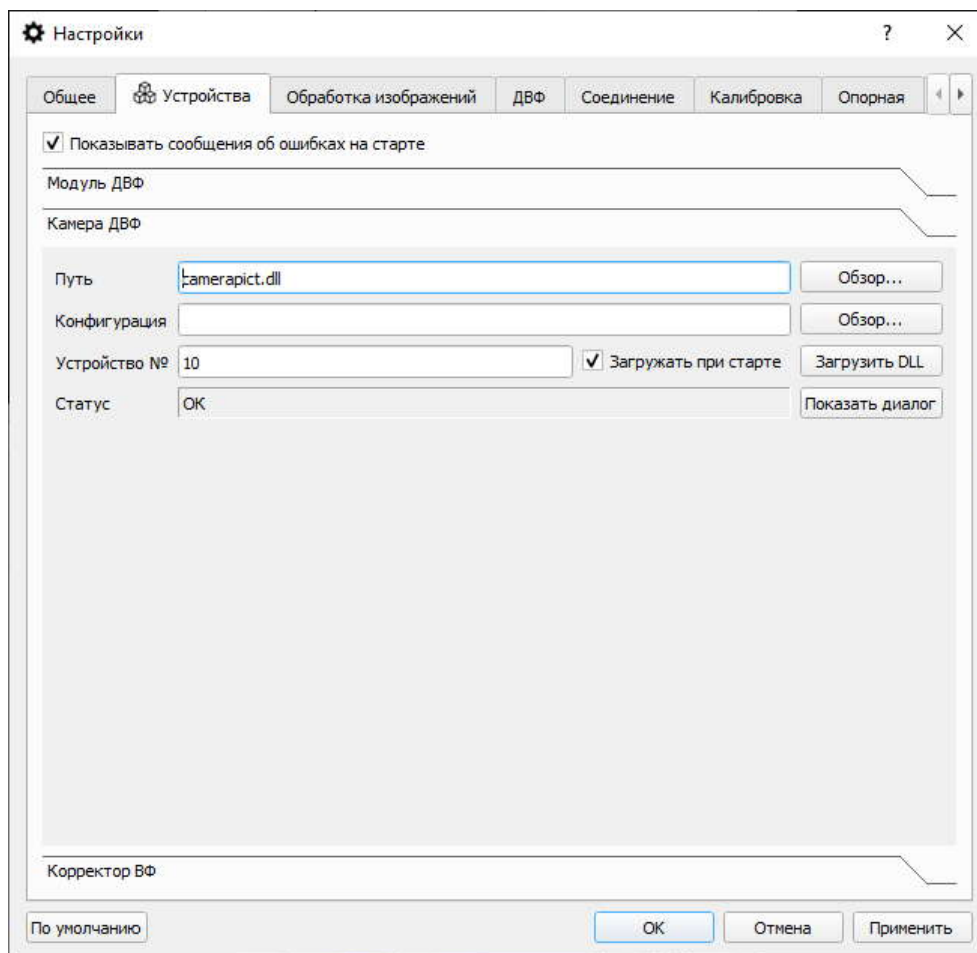 Настройки
?
Общее Устройства Обработка изображений ДВФ Соединение Калибровка Опорная
Показывать сообщения об ошибках на старте
Модуль ДВФ
Камера ДВФ
Путь camerapict.dll Обзор...
Конфигурация Обзор...
Устройство № 10 Загружать при старте Загрузить DLL
Статус OK Показать диалог
Корректор ВФ
По умолчанию OK Отмена Применить